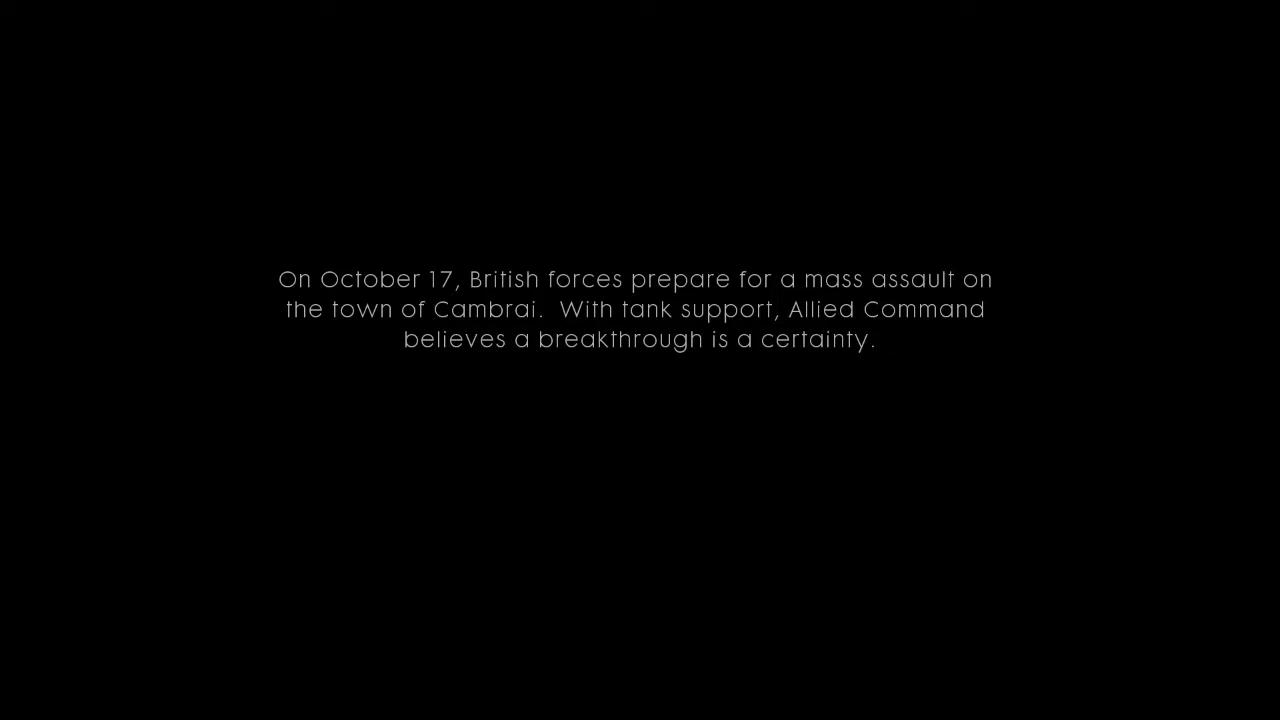 On October 17, British forces prepare for a mass assault on
the town of Cambrai.  With tank support, Allied Command
believes a breakthrough is a certainty.